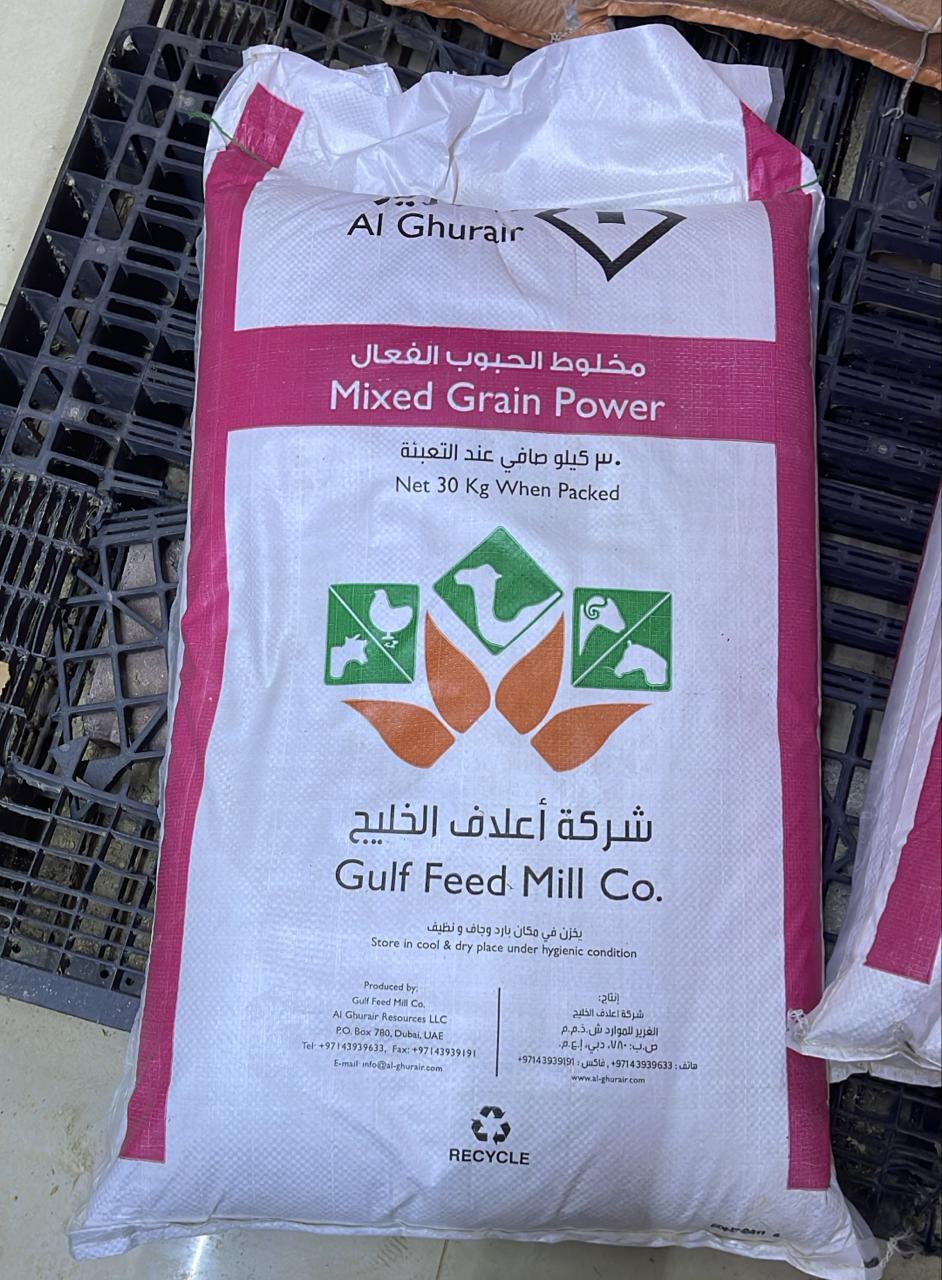 Al Ghurair
مخلوط الحبوب الفعال
Mixed Grain Power
٣٠ كيلو صافي عند التعبئة
Net 30 Kg When Packed
شركة أعلاف الخليج
Gulf Feed Mill Co.
يخزن في مكان بارد وجاف و نظيف
Store in cool & dry place under hygienic condition
Produced by:
Gulf Feed Mill Co.
Al Ghurair Resources LLC
P.O. Box 780, Dubai, UAE
Tel: +97143939633, Fax: +97143939191
E-mail: info@al-ghurair.com
إنتاج:
شركة اعلاف الخليج
الغرير للموارد ش.ذ.م.م
ص.ب: ٧٨٠، دبي، إ.ع.م.
هاتف : 97143939633+ , فاكس : 97143939191+
www.al-ghurair.com
RECYCLE